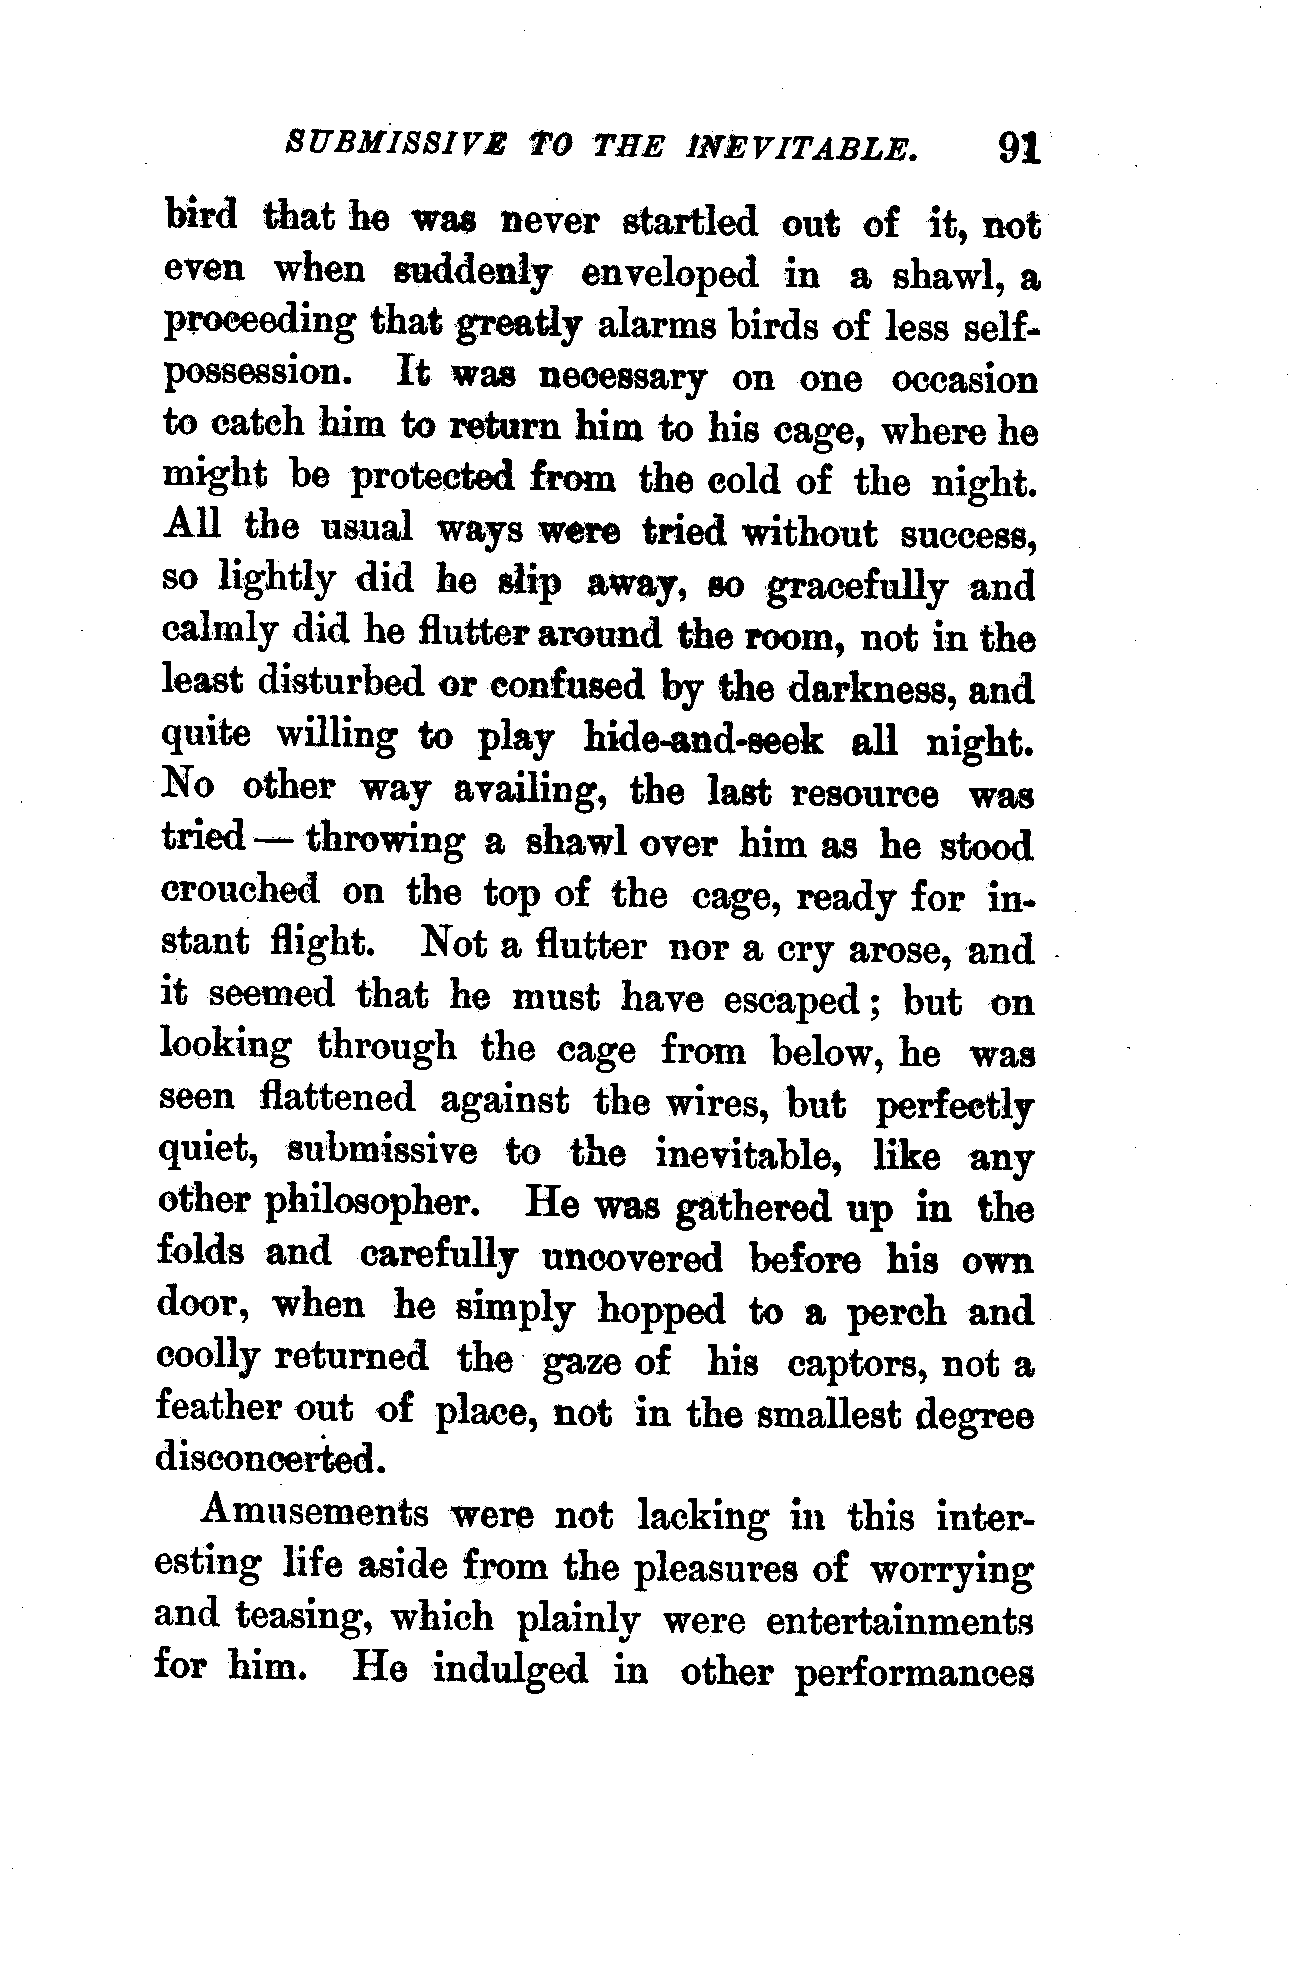 SUBMISSIVE TO THE INEVITABLE. 91
bird that he was never startled out of it, not
even when suddenly enveloped in a shawl, a
proceeding that greatly alarms birds of less self-
possession. It was necessary on one occasion
to catch him to return him to his cage, where he
might be protected from the cold of the night.
All the usual ways were tried without success,
so lightly did he slip away, so gracefully and
calmly did he flutter around the room, not in the
least disturbed or confused by the darkness, and
quite willing to play hide-and-seek all night.
No other way availing, the last resource was
tried — throwing a shawl over him as he stood
crouched on the top of the cage, ready for in-
stant flight. Not a flutter nor a cry arose, and
it seemed that he must have escaped; but on
looking through the cage from below, he was
seen flattened against the wires, but perfectly
quiet, submissive to the inevitable, like any
other philosopher. He was gathered up in the
folds and carefully uncovered before his own
door, when he simply hopped to a perch and
coolly returned the gaze of his captors, not a
feather out of place, not in the smallest degree
disconcerted.
Amusements were not lacking in this inter-
esting life aside from the pleasures of worrying
and teasing, which plainly were entertainments
for him. He indulged in other performances